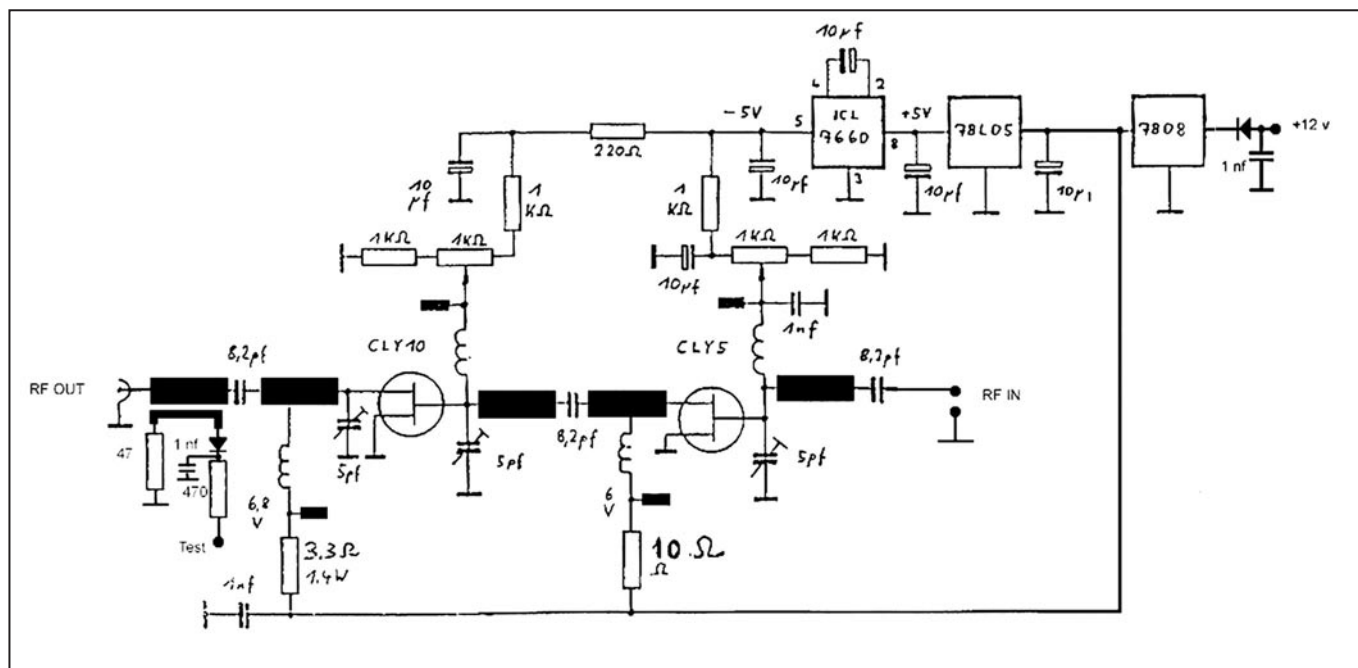 10µf
4
2
ICL
7660
-5V
5
+5V
8
3
78L05
7808
+12 v
1 nf
220Ω
10
µf
1
kΩ
1
kΩ
10µf
10µf
1kΩ
1kΩ
1kΩ
1kΩ
10µf
1nf
CLY10
CLY5
8,2pf
8,2pf
RF OUT
RF IN
8,2pf
5pf
5pf
5pf
47
1 nf
470
Test
6,8
V
6
V
3.3Ω
1.4W
10.Ω
Ω
1nf